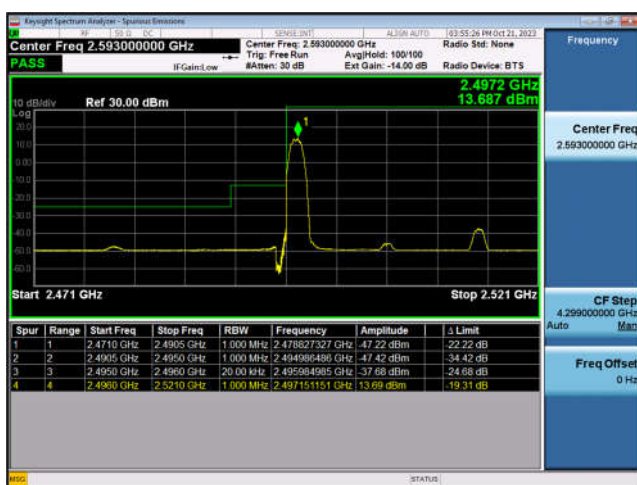 Keysight Spectrum Analyzer - Spurious Emissions
RF 50 Ω DC SENSE:INT ALIGN AUTO 03:55:26 PM Oct 21, 2023
Center Freq 2.593000000 GHz
Center Freq: 2.593000000 GHz
Radio Std: None
Trig: Free Run
Avg|Hold: 100/100
PASS
IFGain:Low
#Atten: 30 dB
Ext Gain: -14.00 dB
Radio Device: BTS
2.4972 GHz
13.687 dBm
10 dB/div
Ref 30.00 dBm
Log
20.0
10.0
0.00
-10.0
-20.0
-30.0
-40.0
-50.0
-60.0
1
Start 2.471 GHz
Stop 2.521 GHz
Spur Range Start Freq Stop Freq RBW Frequency Amplitude Δ Limit
1 1 2.4710 GHz 2.4905 GHz 1.000 MHz 2.478827327 GHz -47.22 dBm -22.22 dB
2 2 2.4905 GHz 2.4950 GHz 1.000 MHz 2.494986486 GHz -47.42 dBm -34.42 dB
3 3 2.4950 GHz 2.4960 GHz 20.00 kHz 2.495984985 GHz -37.68 dBm -24.68 dB
4 4 2.4960 GHz 2.5210 GHz 1.000 MHz 2.497151151 GHz 13.69 dBm -19.31 dB
Frequency
Center Freq
2.593000000 GHz
CF Step
4.299000000 GHz
Auto Man
Freq Offset
0 Hz
MSG
STATUS